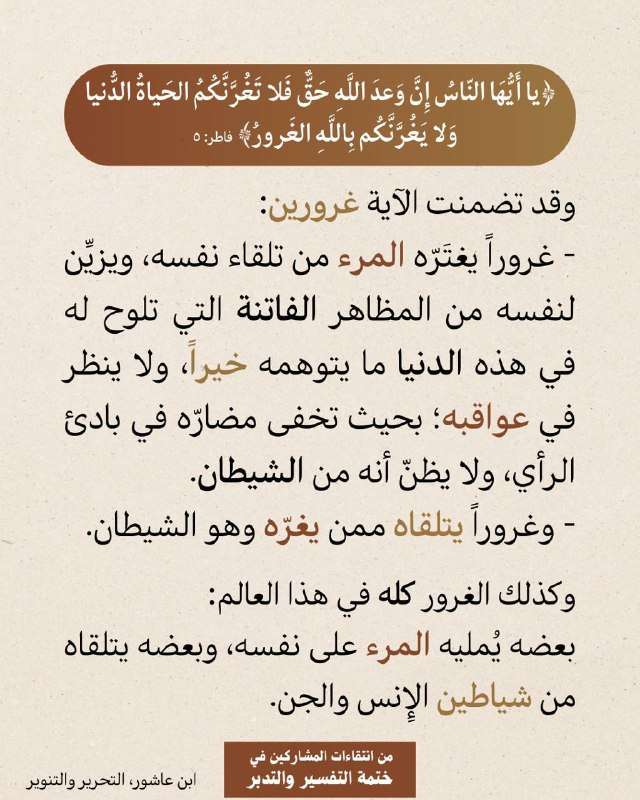 ﴿يا أَيُّهَا النّاسُ إِنَّ وَعدَ اللَّهِ حَقٌّ فَلا تَغُرَّنَّكُمُ الحَياةُ الدُّنيا
وَلا يَغُرَّنَّكُم بِاللَّهِ الغَرورُ﴾ فاطر: ٥
وقد تضمنت الآية غرورين:
- غروراً يغتَرّه المرء من تلقاء نفسه، ويزيِّن
لنفسه من المظاهر الفاتنة التي تلوح له
في هذه الدنيا ما يتوهمه خيراً، ولا ينظر
في عواقبه؛ بحيث تخفى مضارّه في بادئ
الرأي، ولا يظنّ أنه من الشيطان.
- وغروراً يتلقاه ممن يغرّه وهو الشيطان.
وكذلك الغرور كله في هذا العالم:
بعضه يُمليه المرء على نفسه، وبعضه يتلقاه
من شياطين الإِنس والجن.
من انتقاءات المشاركين في
ختمة التفسير والتدبر
ابن عاشور، التحرير والتنوير